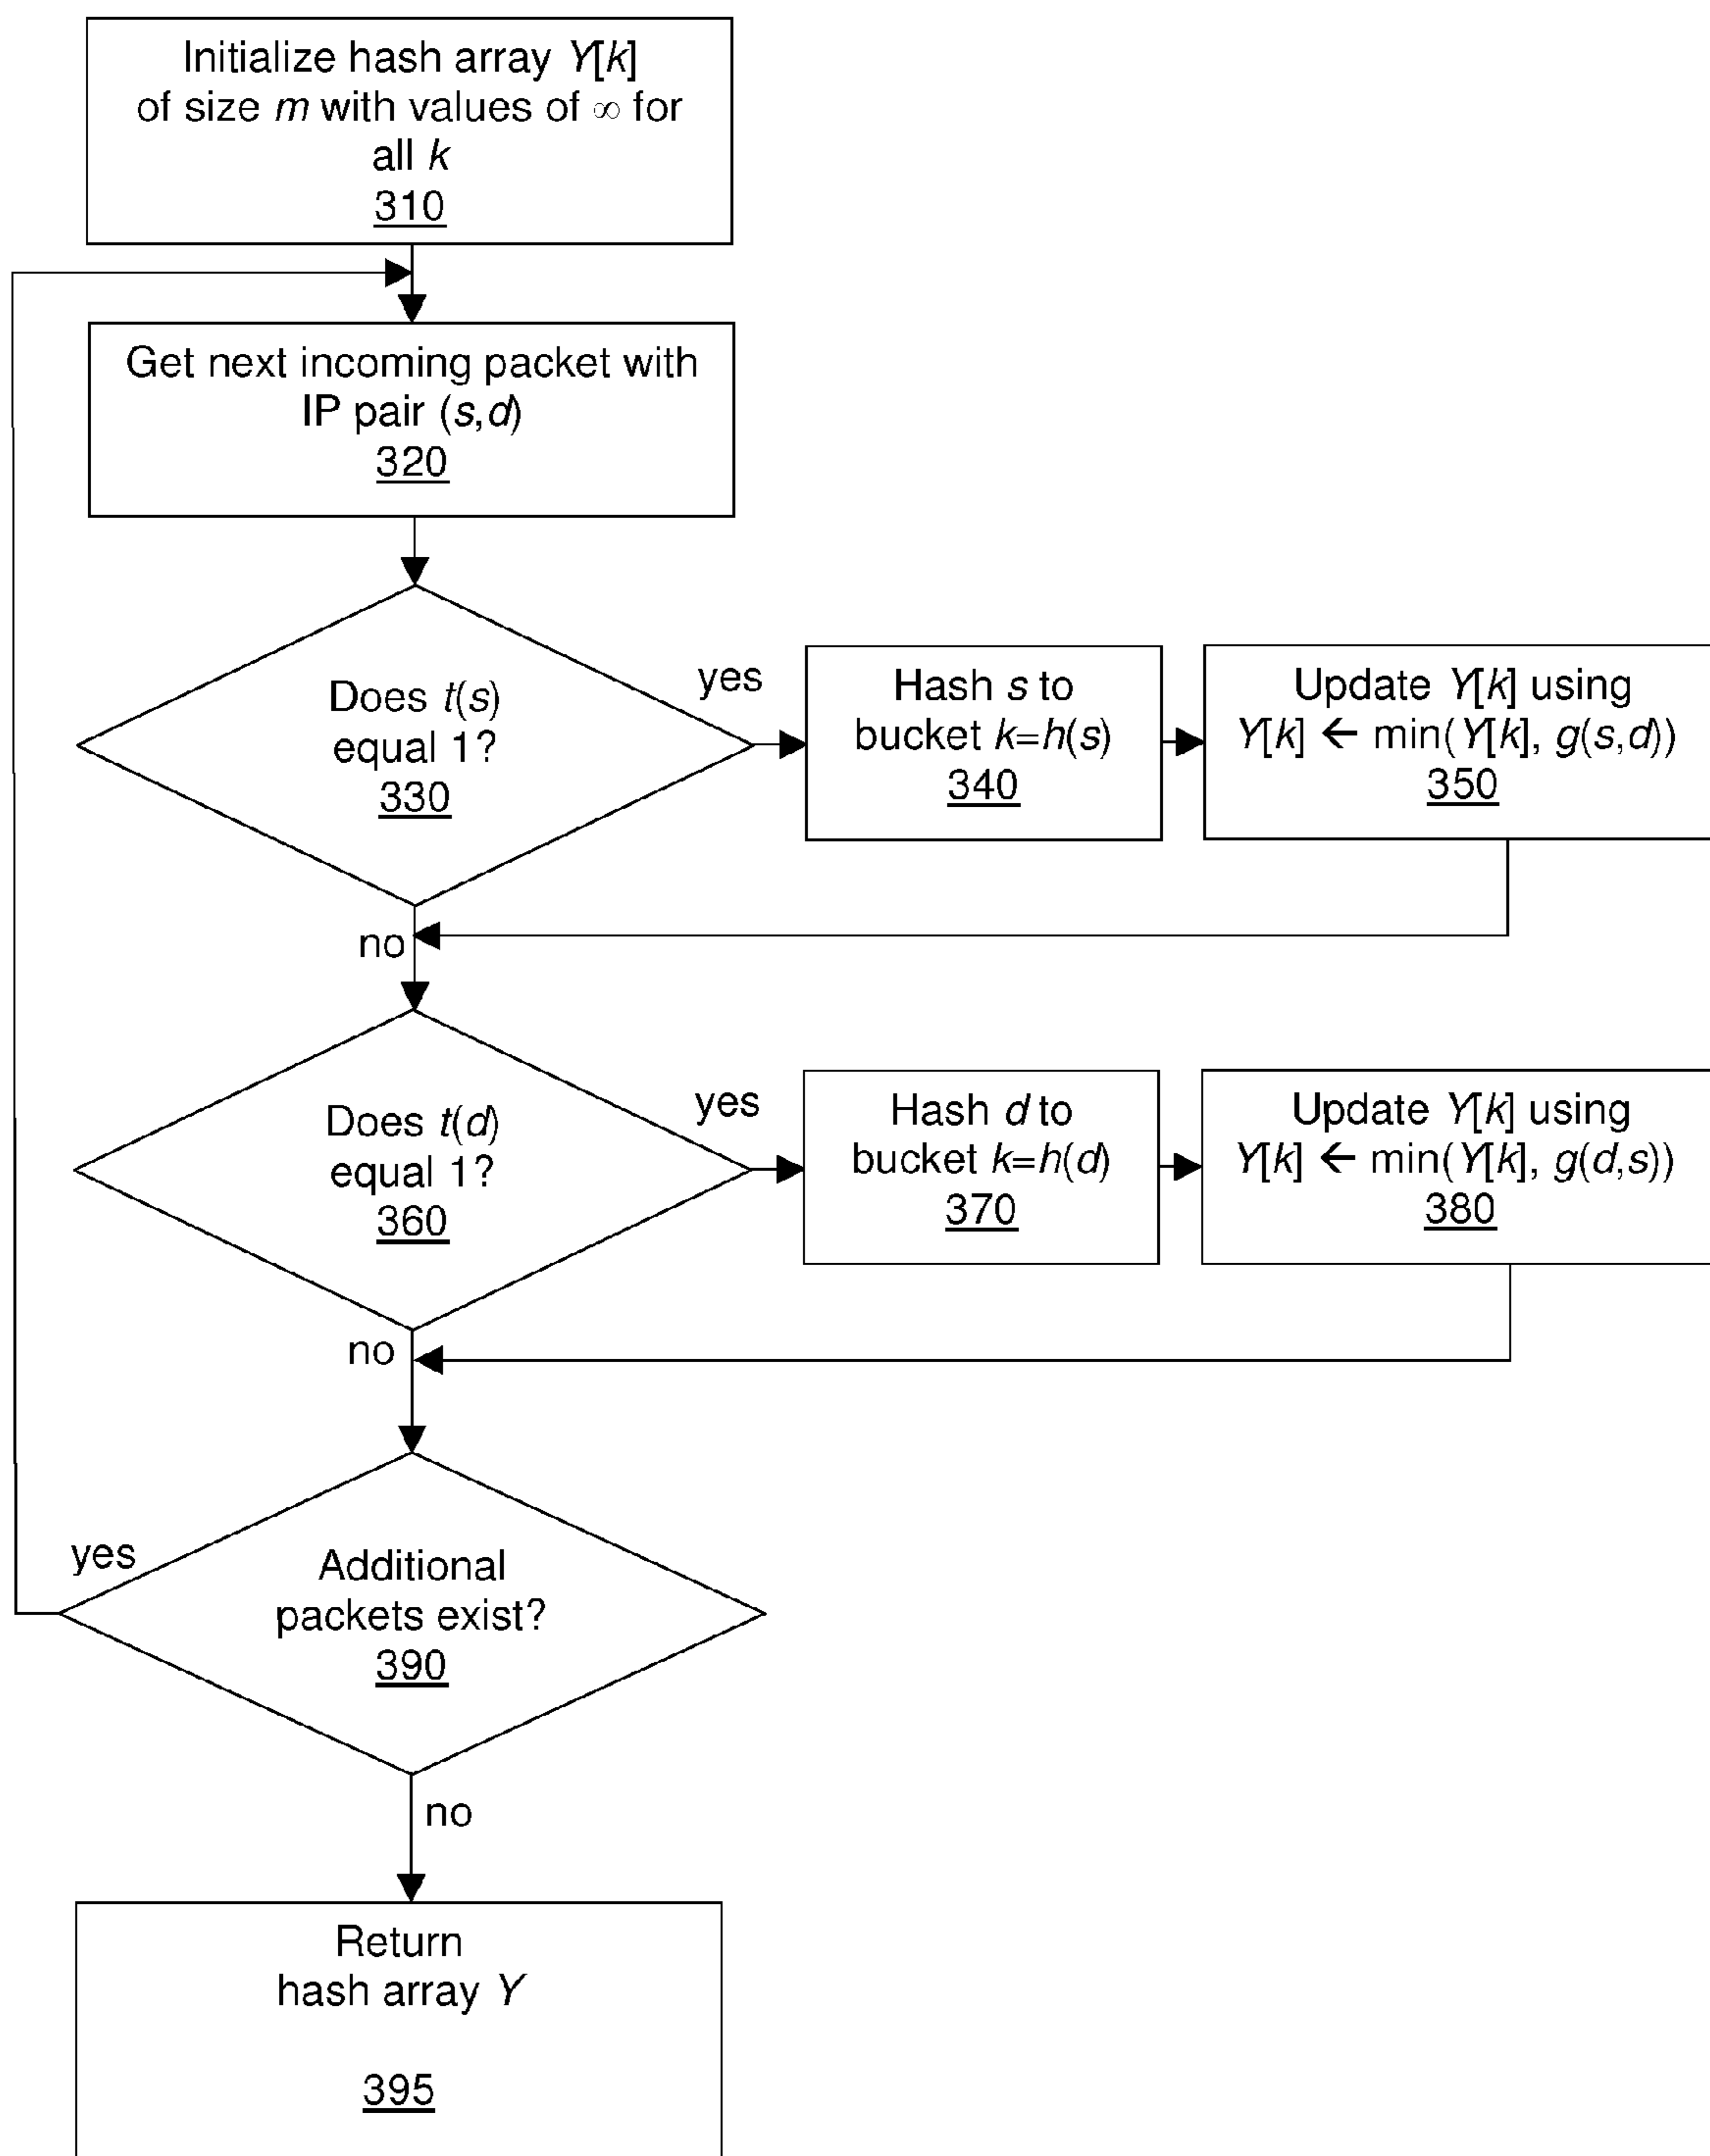 Initialize hash array Y[k]
of size m with values of ∞ for
all k
310
Get next incoming packet with
IP pair (s,d)
320
Does t(s)
equal 1?
330
yes
Hash s to
bucket k=h(s)
340
Update Y[k] using
Y[k] ← min(Y[k], g(s,d))
350
no
Does t(d)
equal 1?
360
yes
Hash d to
bucket k=h(d)
370
Update Y[k] using
Y[k] ← min(Y[k], g(d,s))
380
no
Additional
packets exist?
390
yes
no
Return
hash array Y
395